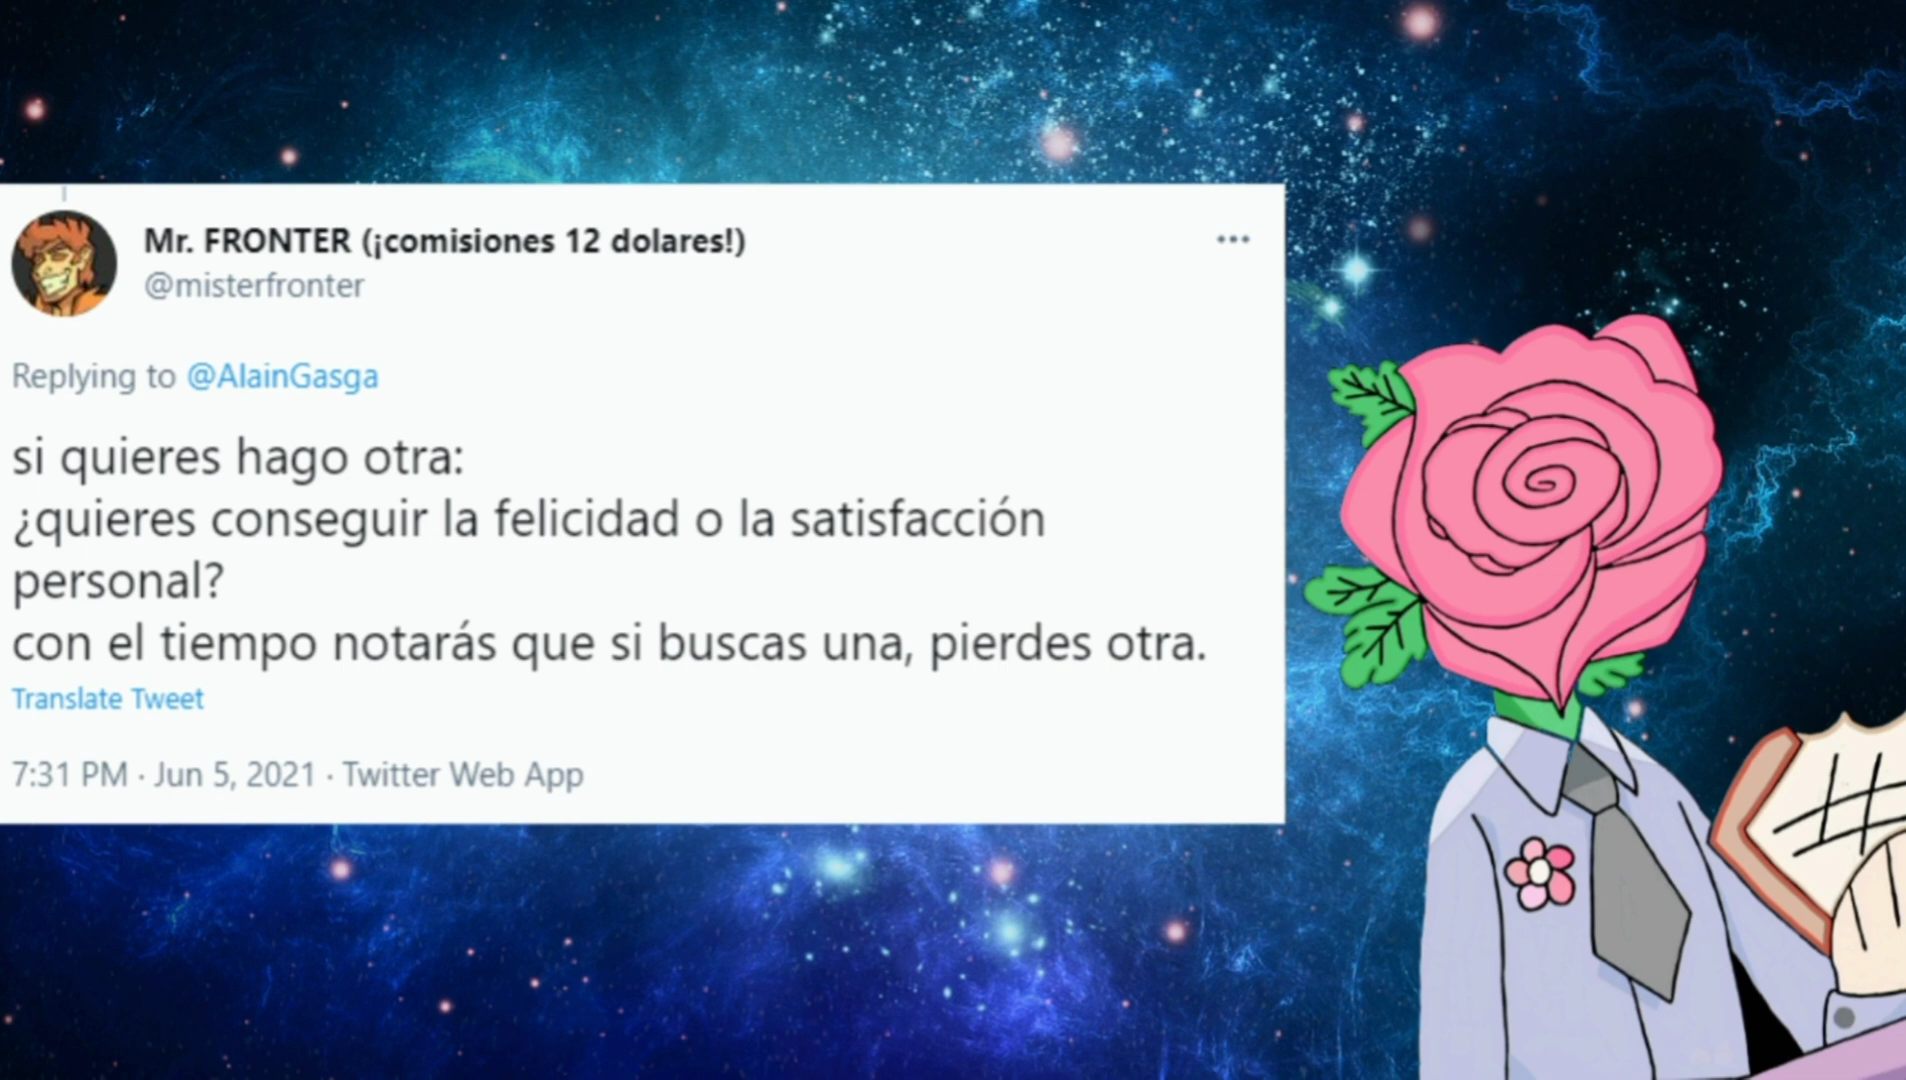 Mr. FRONTER (¡comisiones 12 dolares!)
@misterfronter
Replying to @AlainGasga
si quieres hago otra:
¿quieres conseguir la felicidad o la satisfacción
personal?
con el tiempo notarás que si buscas una, pierdes otra.
Translate Tweet
7:31 PM · Jun 5, 2021 · Twitter Web App